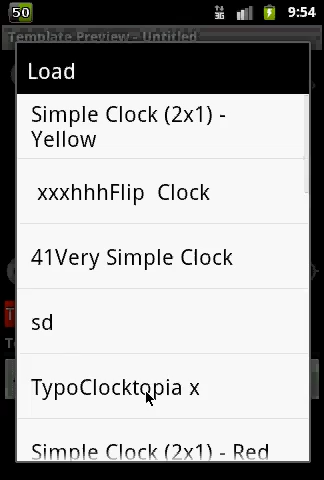 50
3G
9:54
Template Preview - Untitled
Load
Simple Clock (2x1) -
Yellow
xxxhhhFlip  Clock
41Very Simple Clock
sd
TypoClocktopia x
Simple Clock (2x1) - Red